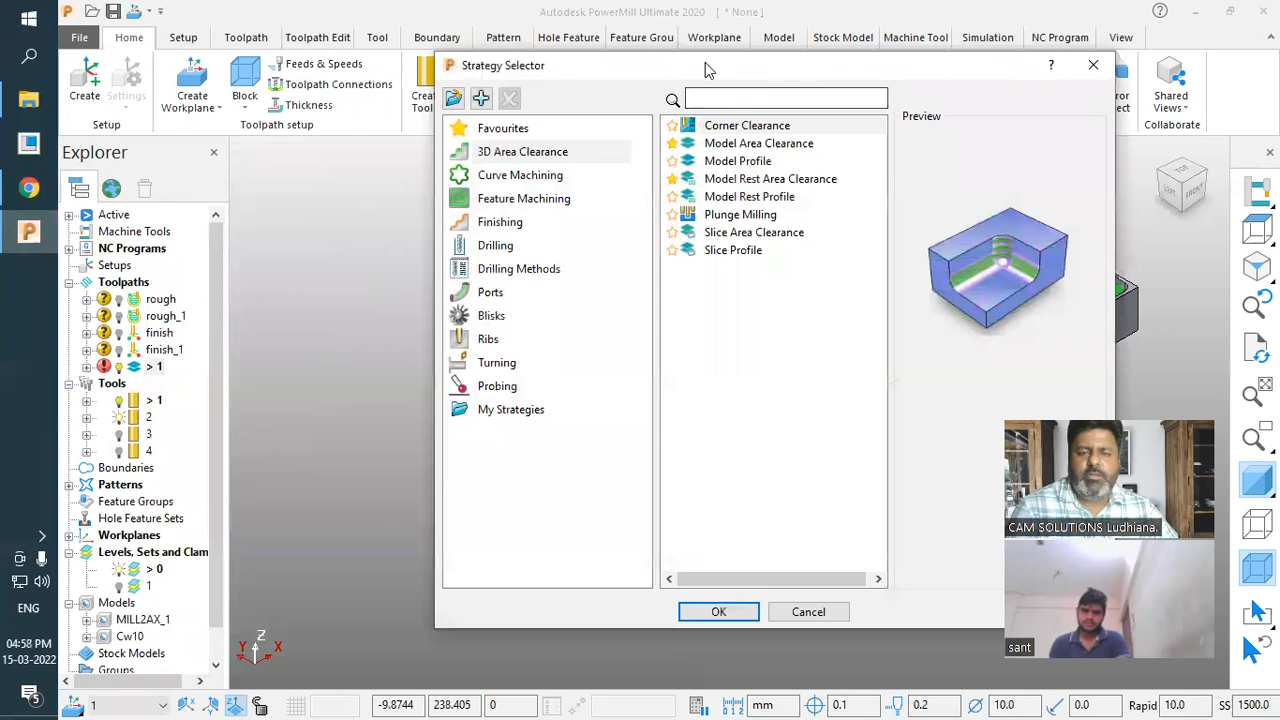 Autodesk PowerMill Ultimate 2020 [ * None ]
File Home Setup Toolpath Toolpath Edit Tool Boundary Pattern Hole Feature Feature Grou Workplane Model Stock Model Machine Tool Simulation NC Program View
Create
Settings
Setup
Create
Workplane
Block
Feeds & Speeds
Toolpath Connections
Thickness
Toolpath setup
Create
Shared
Views
Collaborate
Explorer
Active
Machine Tools
NC Programs
Setups
Toolpaths
rough
rough_1
finish
finish_1
> 1
Tools
> 1
2
3
4
Boundaries
Patterns
Feature Groups
Hole Feature Sets
Workplanes
Levels, Sets and Clam
> 0
1
Models
MILL2AX_1
Cw10
Stock Models
Groups
Strategy Selector
Favourites
3D Area Clearance
Curve Machining
Feature Machining
Finishing
Drilling
Drilling Methods
Ports
Blisks
Ribs
Turning
Probing
My Strategies
Corner Clearance
Model Area Clearance
Model Profile
Model Rest Area Clearance
Model Rest Profile
Plunge Milling
Slice Area Clearance
Slice Profile
Preview
OK Cancel
TOP
LEFT
FRONT
CAM SOLUTIONS Ludhiana.
sant
ENG
04:58 PM
15-03-2022
5
Z
Y X
1 -9.8744 238.405 0 mm 0.1 0.2 10.0 0.0 Rapid 10.0 SS 1500.0